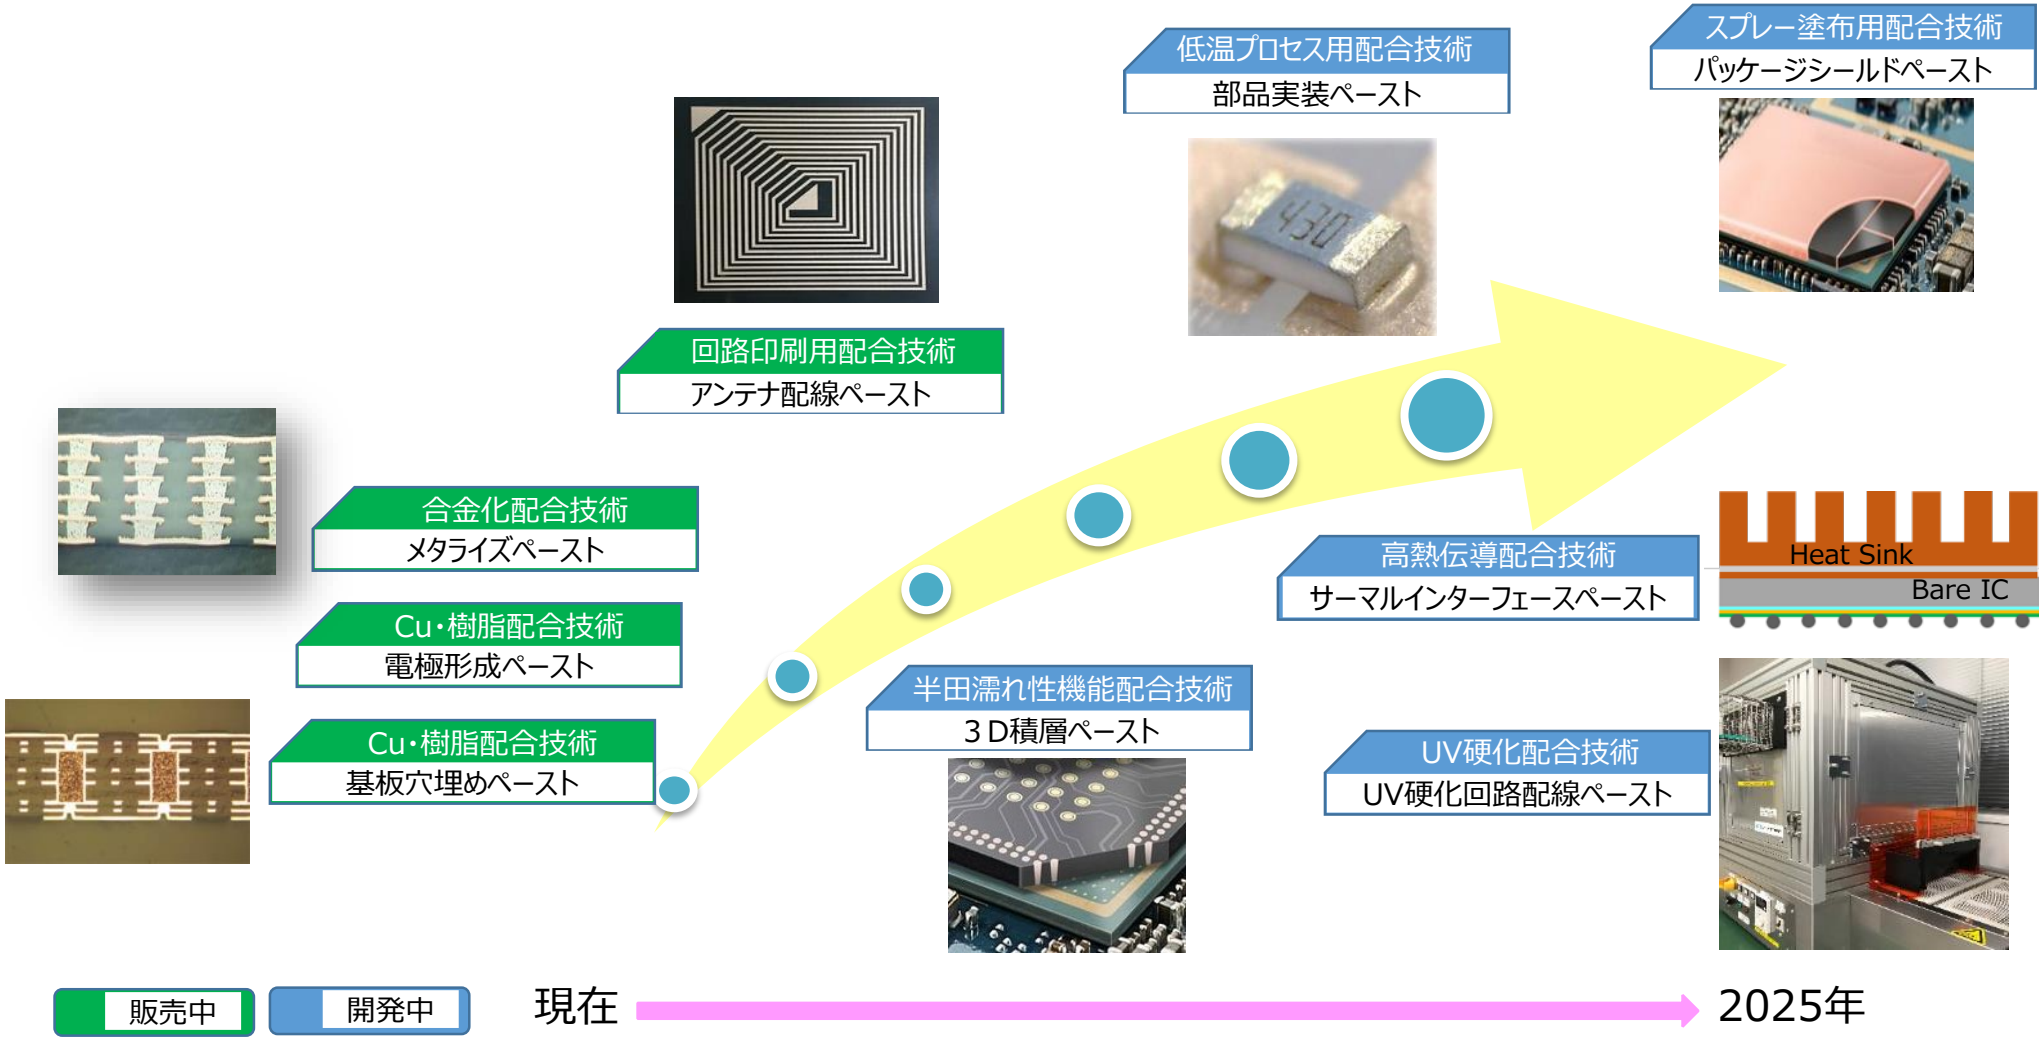 スプレー塗布用配合技術
パッケージシールドペースト
低温プロセス用配合技術
部品実装ペースト
430
回路印刷用配合技術
アンテナ配線ペースト
合金化配合技術
メタライズペースト
Cu・樹脂配合技術
電極形成ペースト
Cu・樹脂配合技術
基板穴埋めペースト
高熱伝導配合技術
サーマルインターフェースペースト
Heat Sink
Bare IC
半田濡れ性機能配合技術
３D積層ペースト
UV硬化配合技術
UV硬化回路配線ペースト
販売中
開発中
現在
2025年